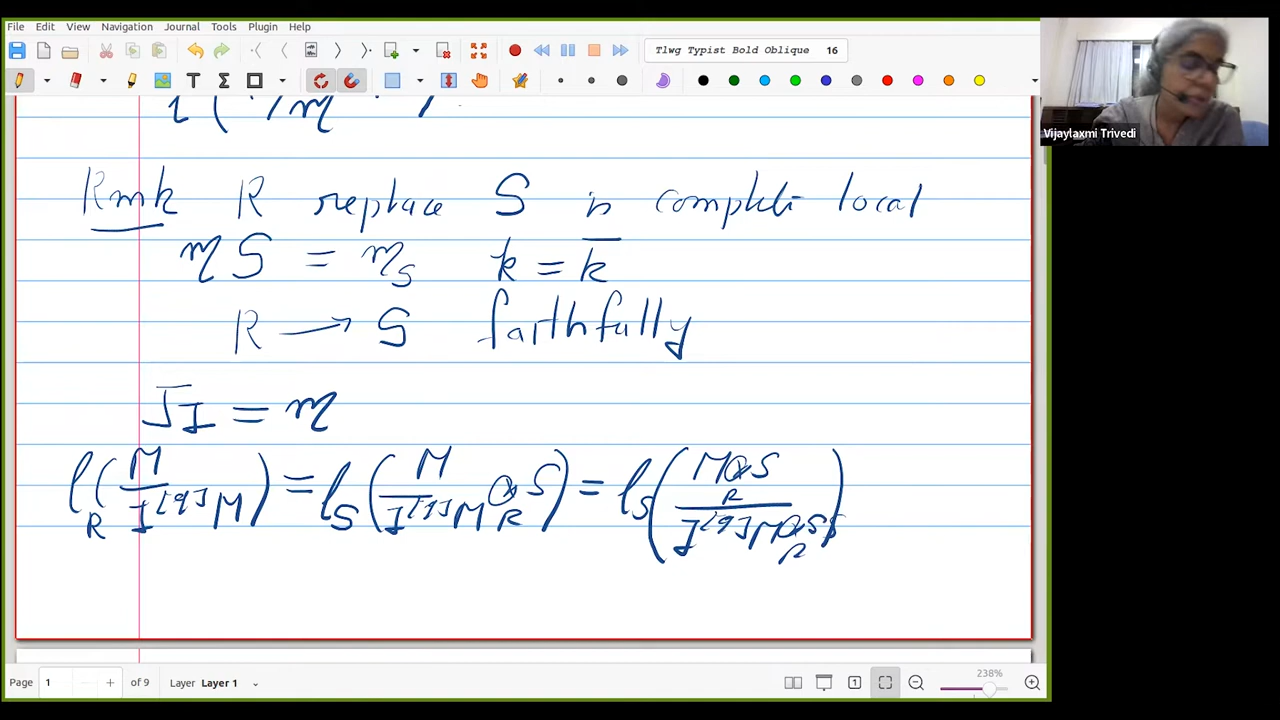 File Edit View Navigation Journal Tools Plugin Help
Tlwg Typist Bold Oblique 16
Vijaylaxmi Trivedi
Rmk R replace S is complete local
mS = m_S k = k̄
R → S faithfully
√I = m
l_R(M/I^[q]M) = l_S(M/I^[q]M ⊗_R S) = l_S(M⊗_R S/I^[q]M⊗_R S)
Page 1 of 9 Layer Layer 1 238%